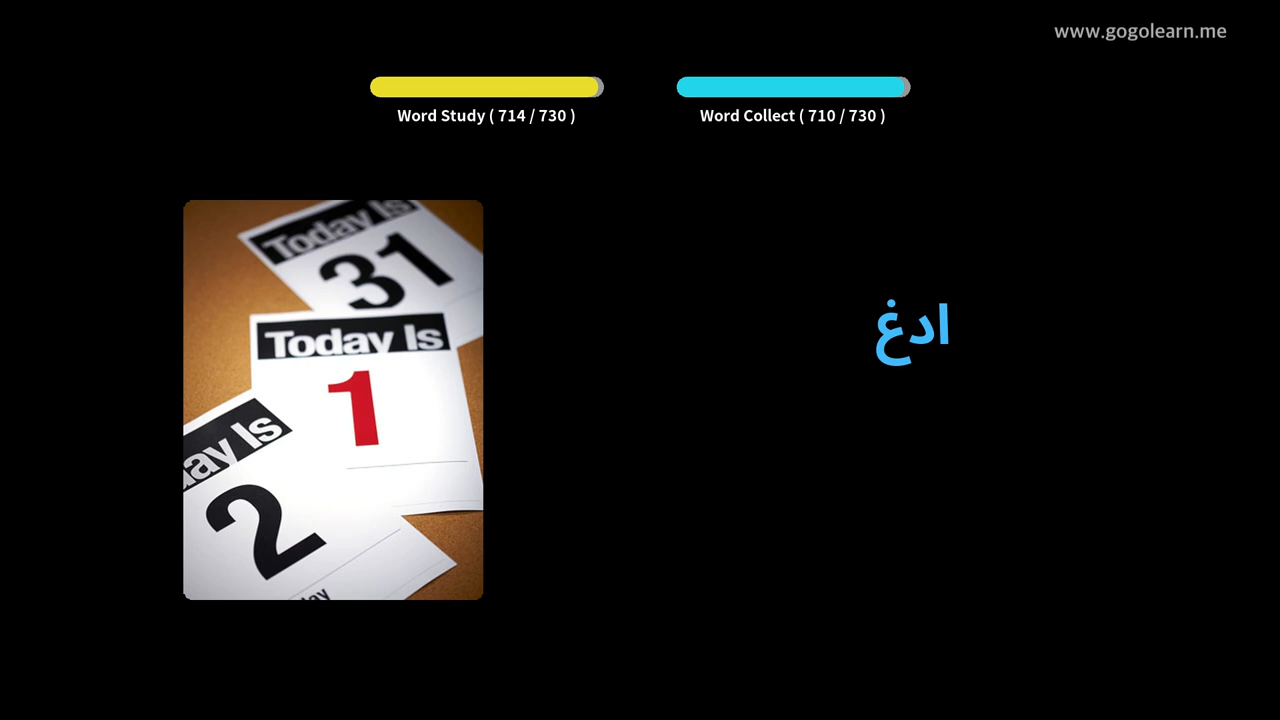 www.gogolearn.me
Word Study ( 714 / 730 )
Word Collect ( 710 / 730 )
Today Is
31
Today Is
1
ay Is
2
ay
ادغ